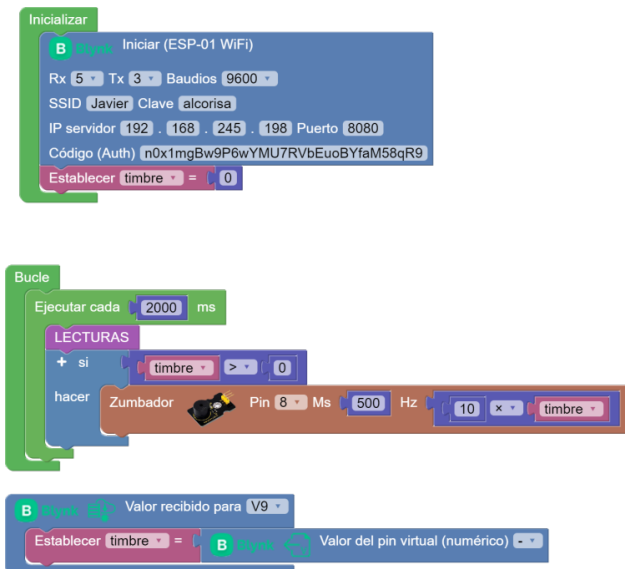 Inicializar
B Blynk Iniciar (ESP-01 WiFi)
Rx 5 Tx 3 Baudios 9600
SSID Javier Clave alcorisa
IP servidor 192 . 168 . 245 . 198 Puerto 8080
Código (Auth) n0x1mgBw9P6wYMU7RVbEuoBYfaM58qR9
Establecer timbre = 0
Bucle
Ejecutar cada 2000 ms
LECTURAS
+ si timbre > 0
hacer Zumbador Pin 8 Ms 500 Hz 10 × timbre
B Blynk Valor recibido para V9
Establecer timbre = B Blynk Valor del pin virtual (numérico) -